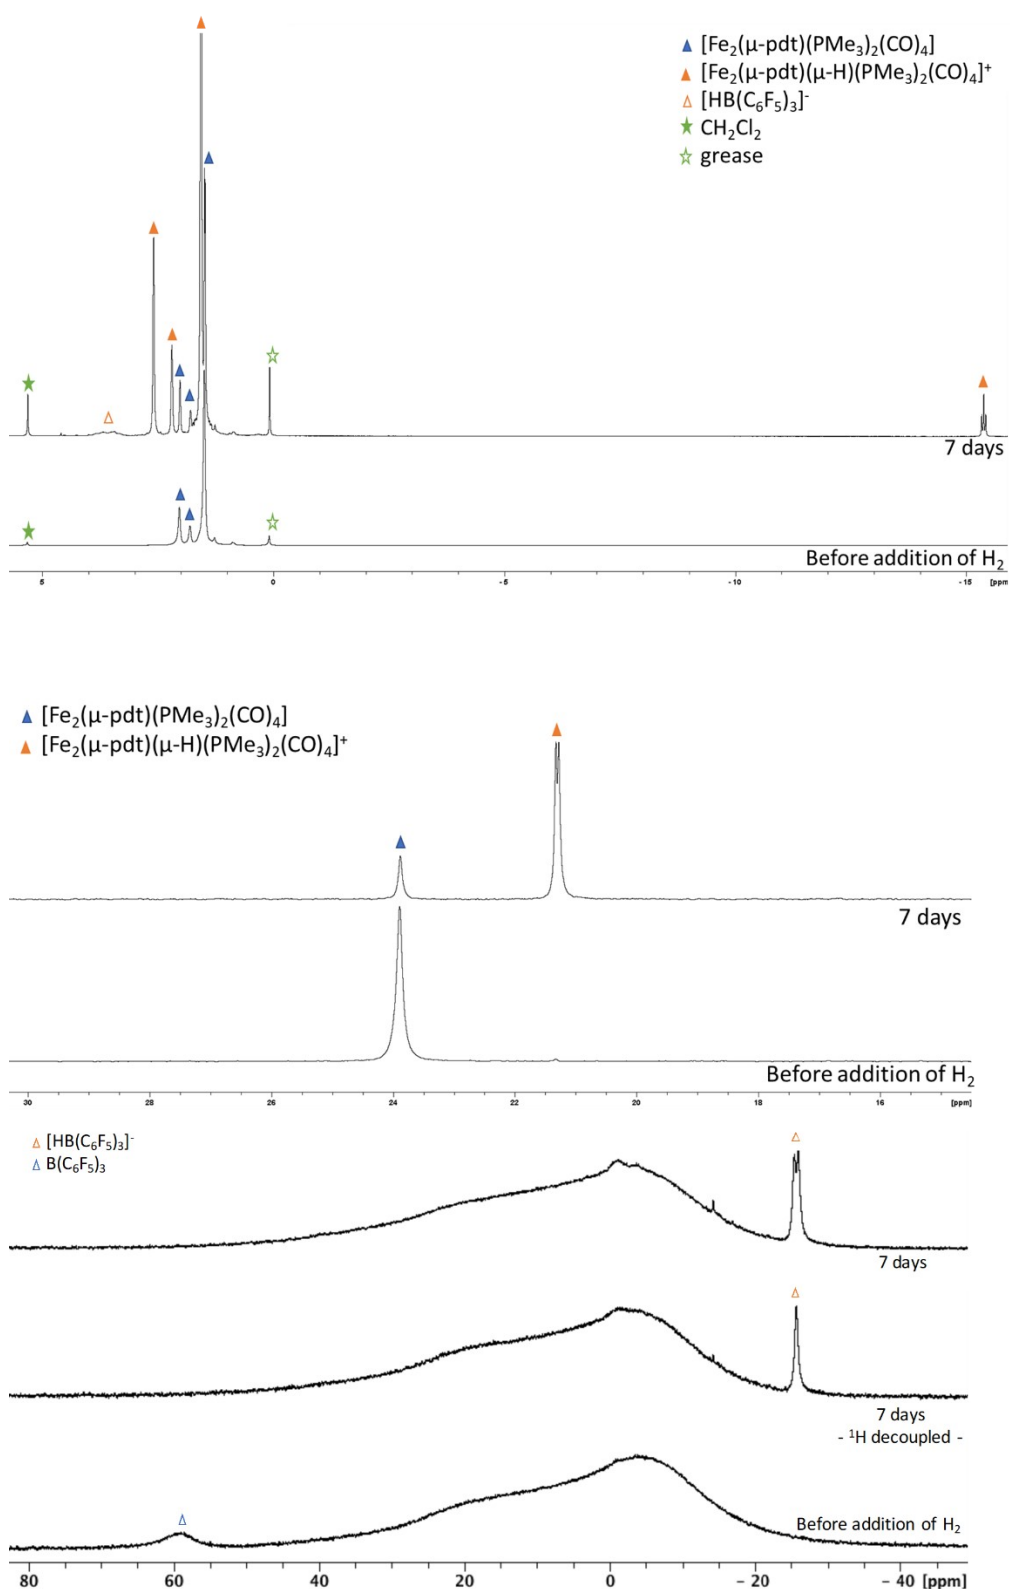 [Fe₂(μ-pdt)(PMe₃)₂(CO)₄]
[Fe₂(μ-pdt)(μ-H)(PMe₃)₂(CO)₄]⁺
[HB(C₆F₅)₃]⁻
CH₂Cl₂
grease
7 days
Before addition of H₂
5 0 -5 -10 -15 [ppm
[Fe₂(μ-pdt)(PMe₃)₂(CO)₄]
[Fe₂(μ-pdt)(μ-H)(PMe₃)₂(CO)₄]⁺
7 days
Before addition of H₂
30 28 26 24 22 20 18 16 [ppm]
[HB(C₆F₅)₃]⁻
B(C₆F₅)₃
7 days
7 days
- ¹H decoupled -
Before addition of H₂
80 60 40 20 0 -20 -40 [ppm]